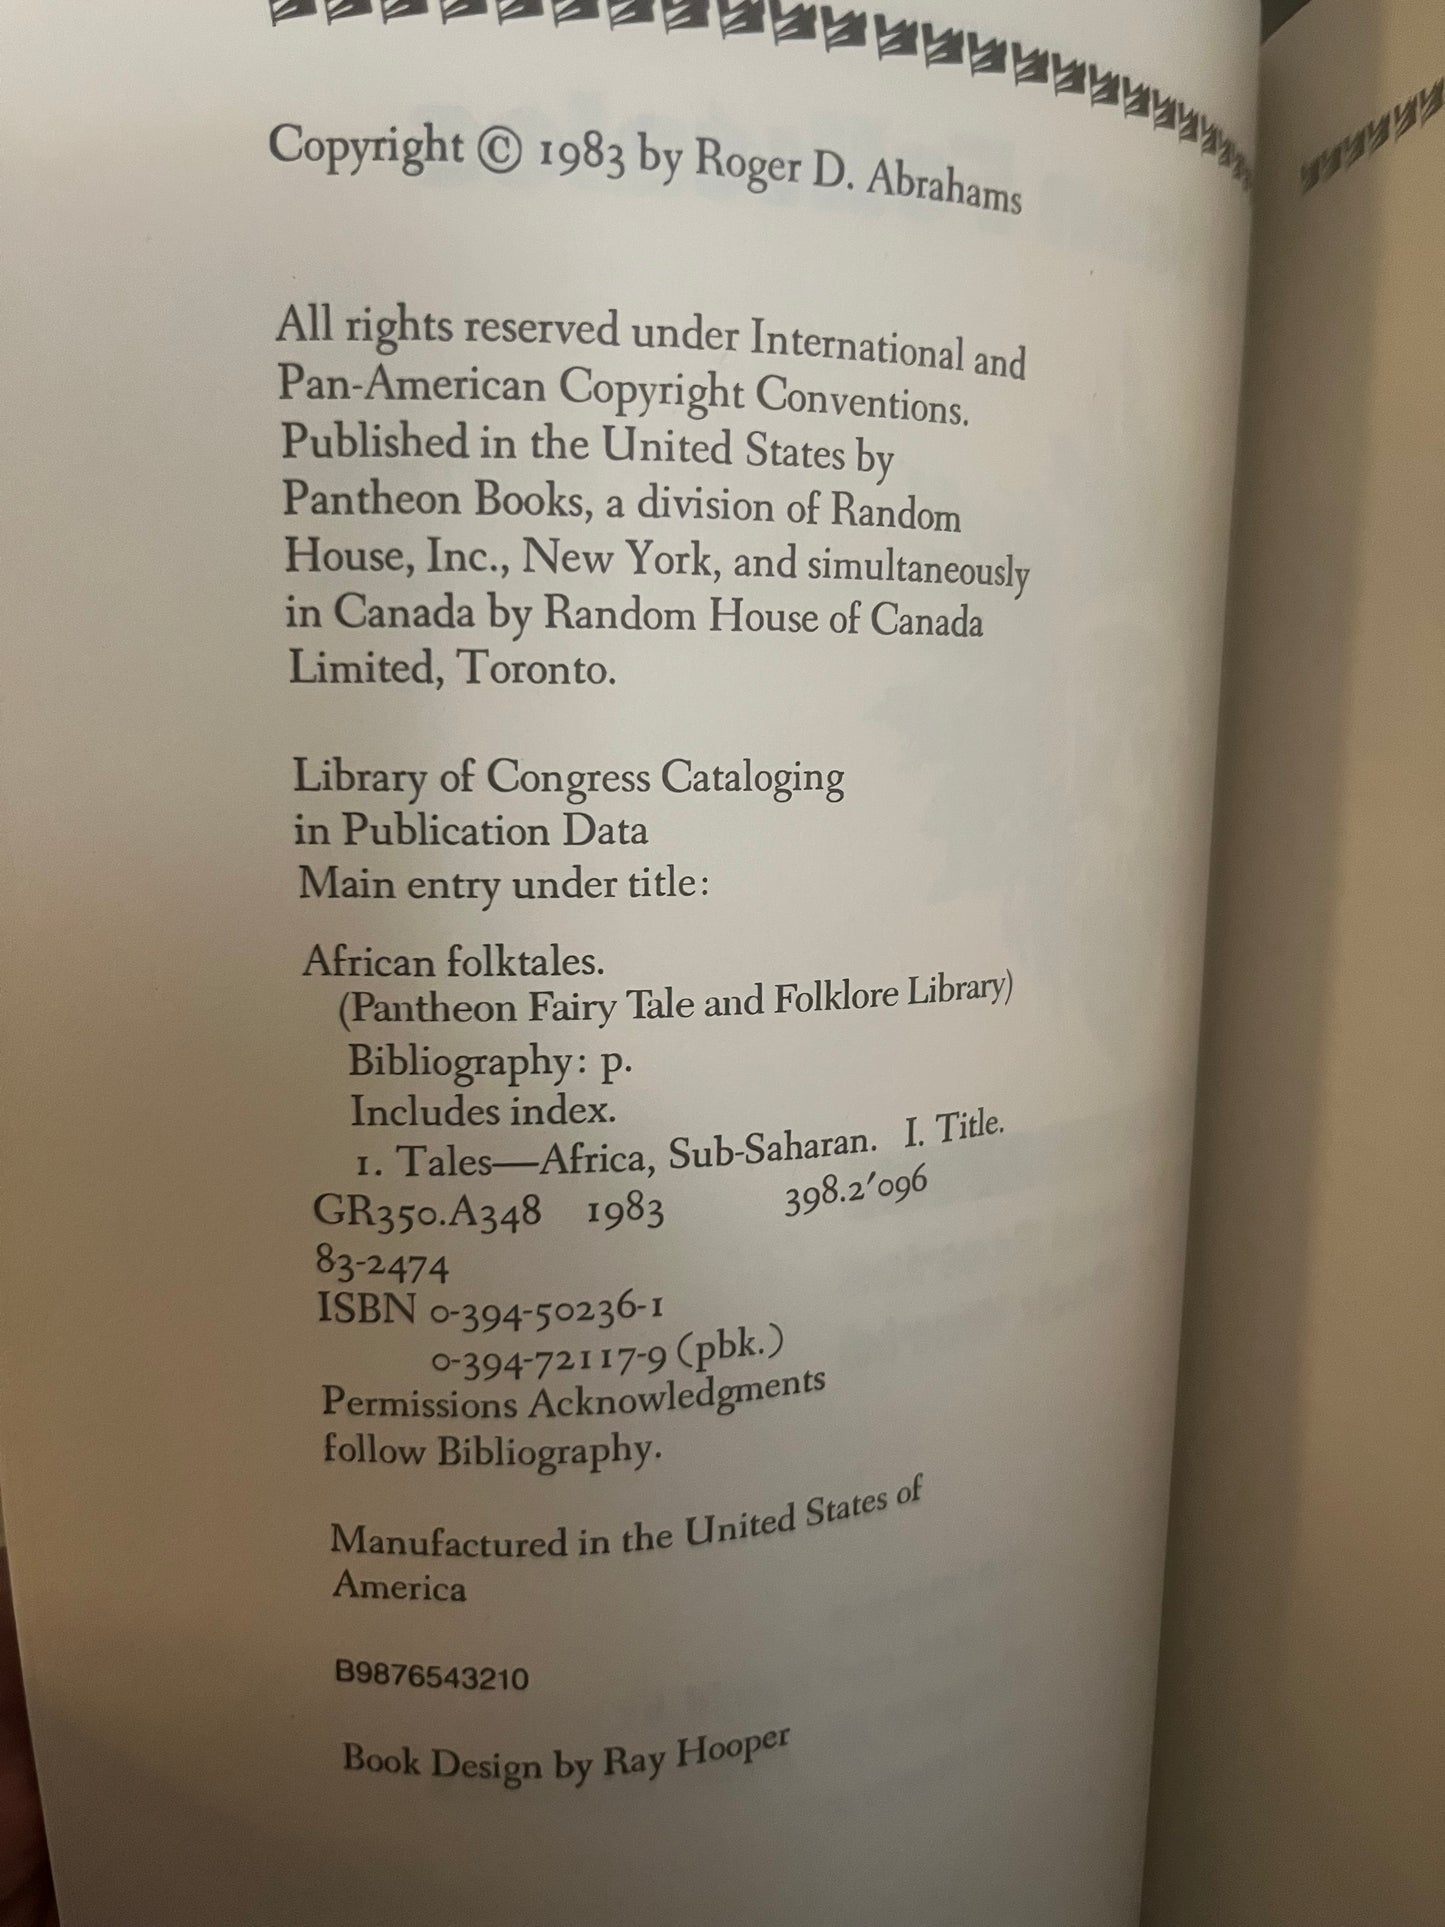 Copyright © 1983 by Roger D. Abrahams
All rights reserved under International and
Pan-American Copyright Conventions.
Published in the United States by
Pantheon Books, a division of Random
House, Inc., New York, and simultaneously
in Canada by Random House of Canada
Limited, Toronto.
Library of Congress Cataloging
in Publication Data
Main entry under title:
African folktales.
(Pantheon Fairy Tale and Folklore Library)
Bibliography: p.
Includes index.
1. Tales—Africa, Sub-Saharan. I. Title.
GR350.A348 1983 398.2′096
83-2474
ISBN 0-394-50236-1
0-394-72117-9 (pbk.)
Permissions Acknowledgments
follow Bibliography.
Manufactured in the United States of
America
B9876543210
Book Design by Ray Hooper